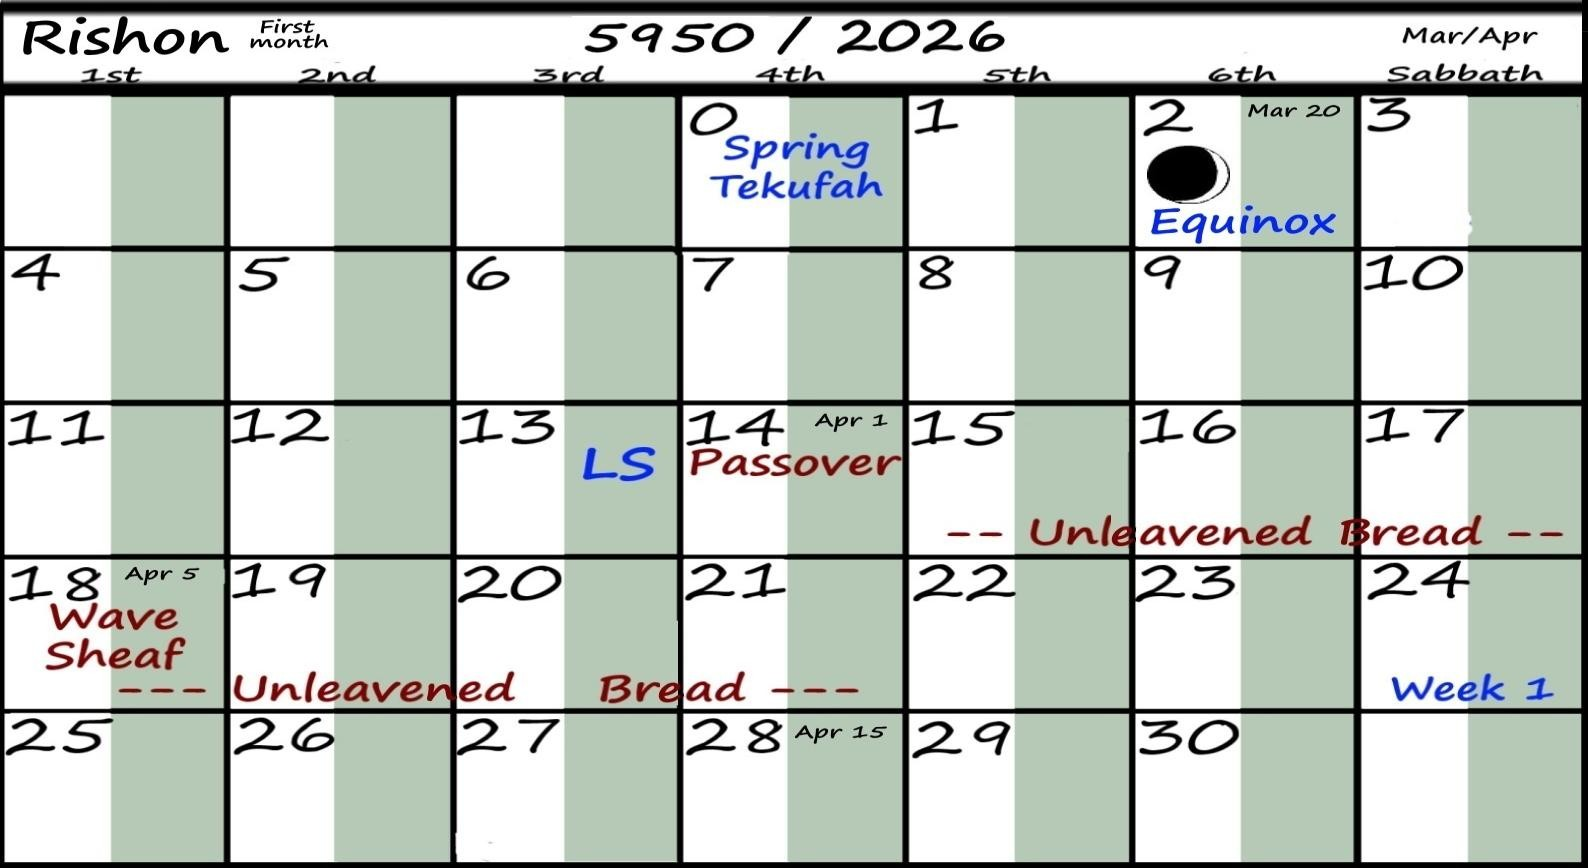 Rishon First month 5950 / 2026 Mar/Apr
1st 2nd 3rd 4th 5th 6th Sabbath
0 1 2 Mar 20 3
Spring
Tekufah
Equinox
4 5 6 7 8 9 10
11 12 13 14 Apr 1 15 16 17
LS Passover
-- Unleavened Bread --
18 Apr 5 19 20 21 22 23 24
Wave
Sheaf
--- Unleavened Bread --- Week 1
25 26 27 28 Apr 15 29 30